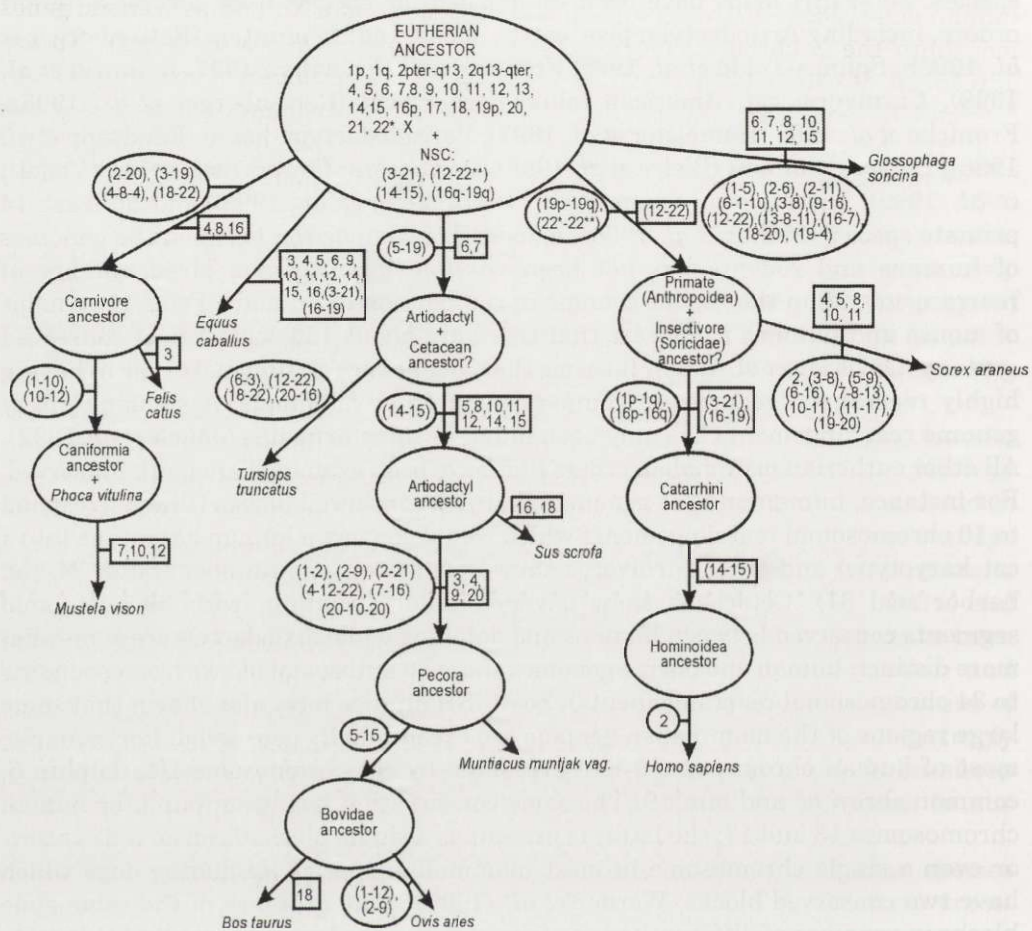 EUTHERIAN
ANCESTOR
1p, 1q, 2pter-q13, 2q13-qter,
4, 5, 6, 7,8, 9, 10, 11, 12, 13,
14, 15, 16p, 17, 18, 19p, 20,
21, 22*, X
+
NSC:
(3-21), (12-22**)
(14-15), (16q-19q)
6, 7, 8, 10,
11, 12, 15
Glossophaga
soricina
(1-5), (2-6), (2-11),
(6-1-10),(3-8),(9-16),
(12-22),(13-8-11),(16-7)
(18-20), (19-4)
(2-20), (3-19)
(4-8-4), (18-22)
4,8,16
(19p-19q),
(22*-22**)
(12-22)
(5-19)
6,7
3, 4, 5, 6, 9,
10, 11, 12, 14,
15, 16,(3-21),
(16-19)
Equus
caballus
Carnivore
ancestor
3
Felis
catus
(1-10),
(10-12)
Artiodactyl
+
Cetacean
ancestor?
Primate
(Anthropoidea)
+
Insectivore
(Soricidae)
ancestor?
4, 5, 8,
10, 11
Sorex araneus
2, (3-8), (5-9),
(6-16), (7-8-13)
(10-11), (11-17),
(19-20)
(6-3), (12-22)
(18-22), (20-16)
Tursiops
truncatus
(14-15)
5,8,10,11,
12, 14, 15
(1p-1q),
(16p-16q)
(3-21)
(16-19)
Caniformia
ancestor
+
Phoca vitulina
7,10,12
Mustela vison
Artiodactyl
ancestor
16, 18
Sus scrofa
Catarrhini
ancestor
(14-15)
(1-2), (2-9), (2-21)
(4-12-22), (7-16)
(20-10-20)
3, 4,
9, 20
Pecora
ancestor
Hominoidea
ancestor
2
Homo sapiens
5-15
Muntiacus muntjak vag.
Bovidae
ancestor
18
Bos taurus
(1-12),
(2-9)
Ovis aries